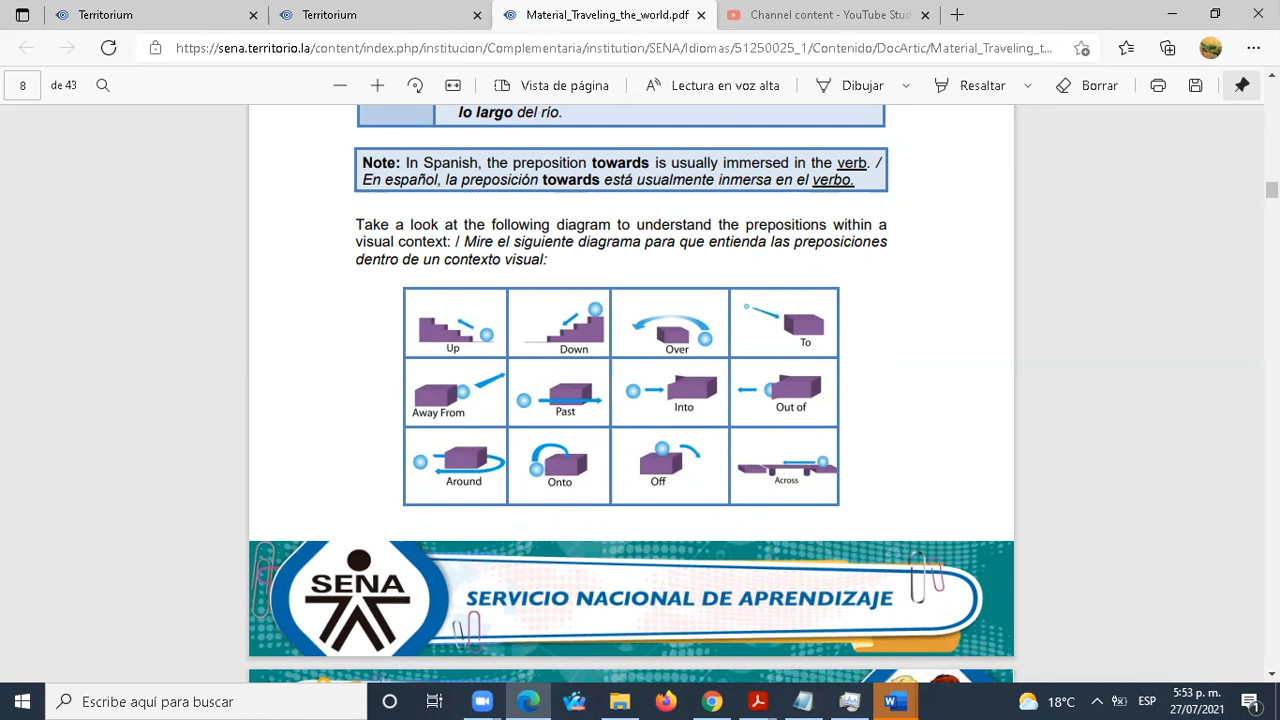 Territorium
Territorium
Material_Traveling_the_world.pdf
Channel content - YouTube Stud
https://sena.territorio.la/content/index.php/institucion/Complementaria/institution/SENA/Idiomas/51250025_1/Contenido/DocArtic/Material_Traveling_t...
8 de 43
Vista de página
Lectura en voz alta
Dibujar
Resaltar
Borrar
lo largo del río.
Note: In Spanish, the preposition towards is usually immersed in the verb. /
En español, la preposición towards está usualmente inmersa en el verbo.
Take a look at the following diagram to understand the prepositions within a
visual context: / Mire el siguiente diagrama para que entienda las preposiciones
dentro de un contexto visual:
Up
Down
Over
To
Away From
Past
Into
Out of
Around
Onto
Off
Across
SENA
SERVICIO NACIONAL DE APRENDIZAJE
Escribe aquí para buscar
18°C
ESP
5:53 p. m.
27/07/2021
1